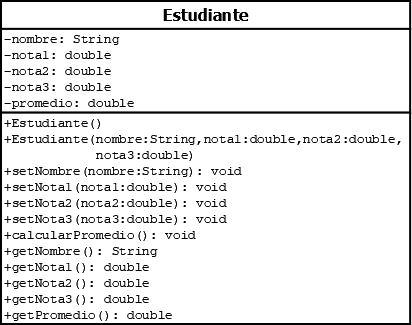 Estudiante
-nombre: String
-nota1: double
-nota2: double
-nota3: double
-promedio: double
+Estudiante()
+Estudiante(nombre:String,nota1:double,nota2:double,
nota3:double)
+setNombre(nombre:String): void
+setNota1(nota1:double): void
+setNota2(nota2:double): void
+setNota3(nota3:double): void
+calcularPromedio(): void
+getNombre(): String
+getNota1(): double
+getNota2(): double
+getNota3(): double
+getPromedio(): double